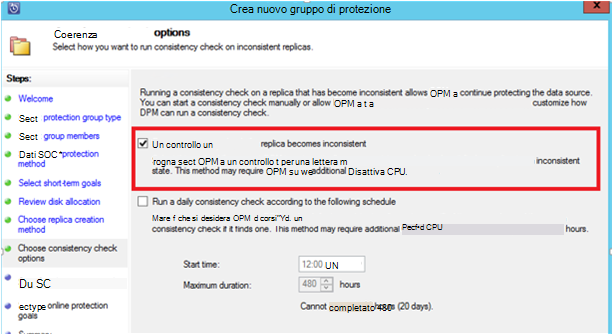 Crea nuovo gruppo di protezione
Coerenza options
Select how you want to run consistency check on inconsistent replicas.
Steps:
Welcome
Sect protection group type
Sect group members
Dati SOC "protection
method
Select short-term goals
Review disk allocation
Choose replica creation
method
Choose consistency check
options
Du SC
ectype online protection
goals
Running a consistency check on a replica that has become inconsistent allows OPM a continue protecting the data source.
You can start a consistency check manually or allow OPM a t a customize how
DPM can run a consistency check.
Un controllo un replica becomes inconsistent
rogna sect OPM a un controllo t per una lettera m inconsistent
state. This method may require OPM su we additional Disattiva CPU.
Run a daily consistency check according to the following schedule
Mare f che si desidera OPM d corsi"Yd. un
consistency check if it finds one. This method may require additional Pecf+d CPU hours.
Start time: 12:00 UN
Maximum duration: 480 hours
Cannot completato 480 hours (20 days).